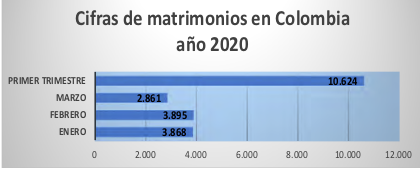 Cifras de matrimonios en Colombia
año 2020
PRIMER TRIMESTRE 10.624
MARZO 2.861
FEBRERO 3.895
ENERO 3.868
0 2.000 4.000 6.000 8.000 10.000 12.000